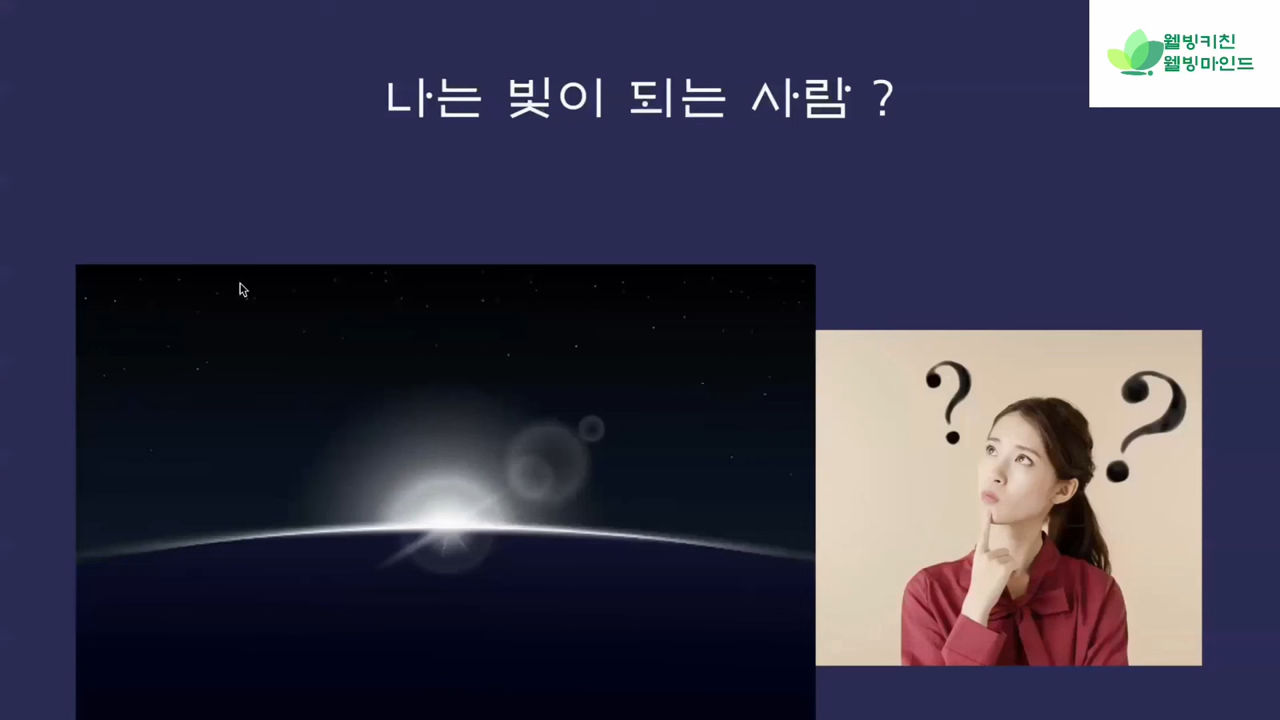 나는 빛이 되는 사람 ?
웰빙키친
웰빙마인드
? ?